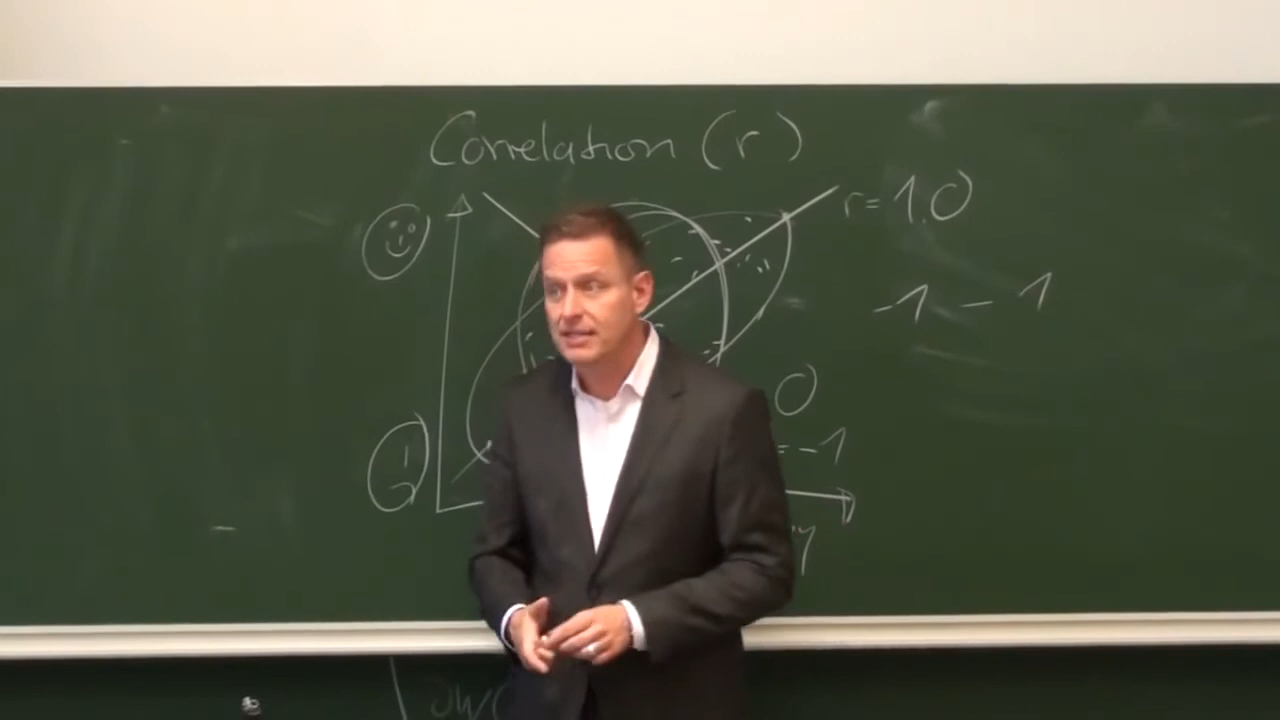 Correlation (r)
r = 1.0
-1 - 1
0
= -1